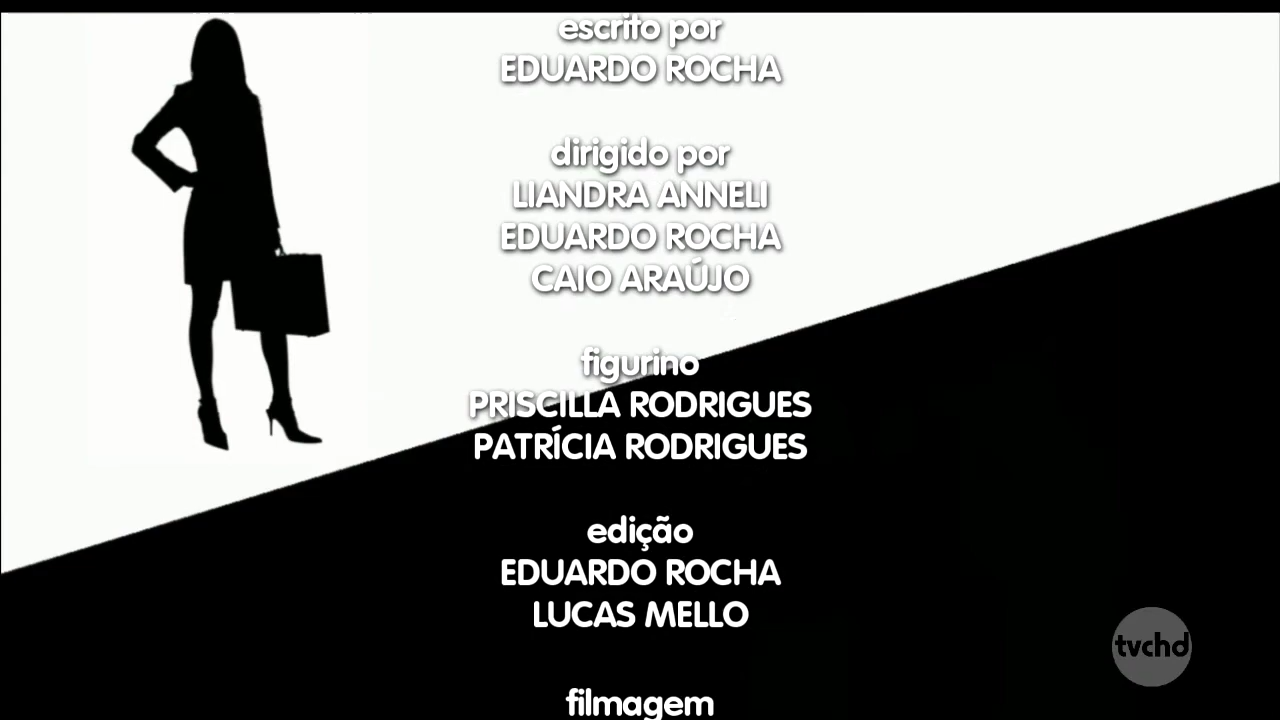 escrito por
EDUARDO ROCHA
dirigido por
LIANDRA ANNELI
EDUARDO ROCHA
CAIO ARAÚJO
figurino
PRISCILLA RODRIGUES
PATRÍCIA RODRIGUES
edição
EDUARDO ROCHA
LUCAS MELLO
tvchd
filmagem